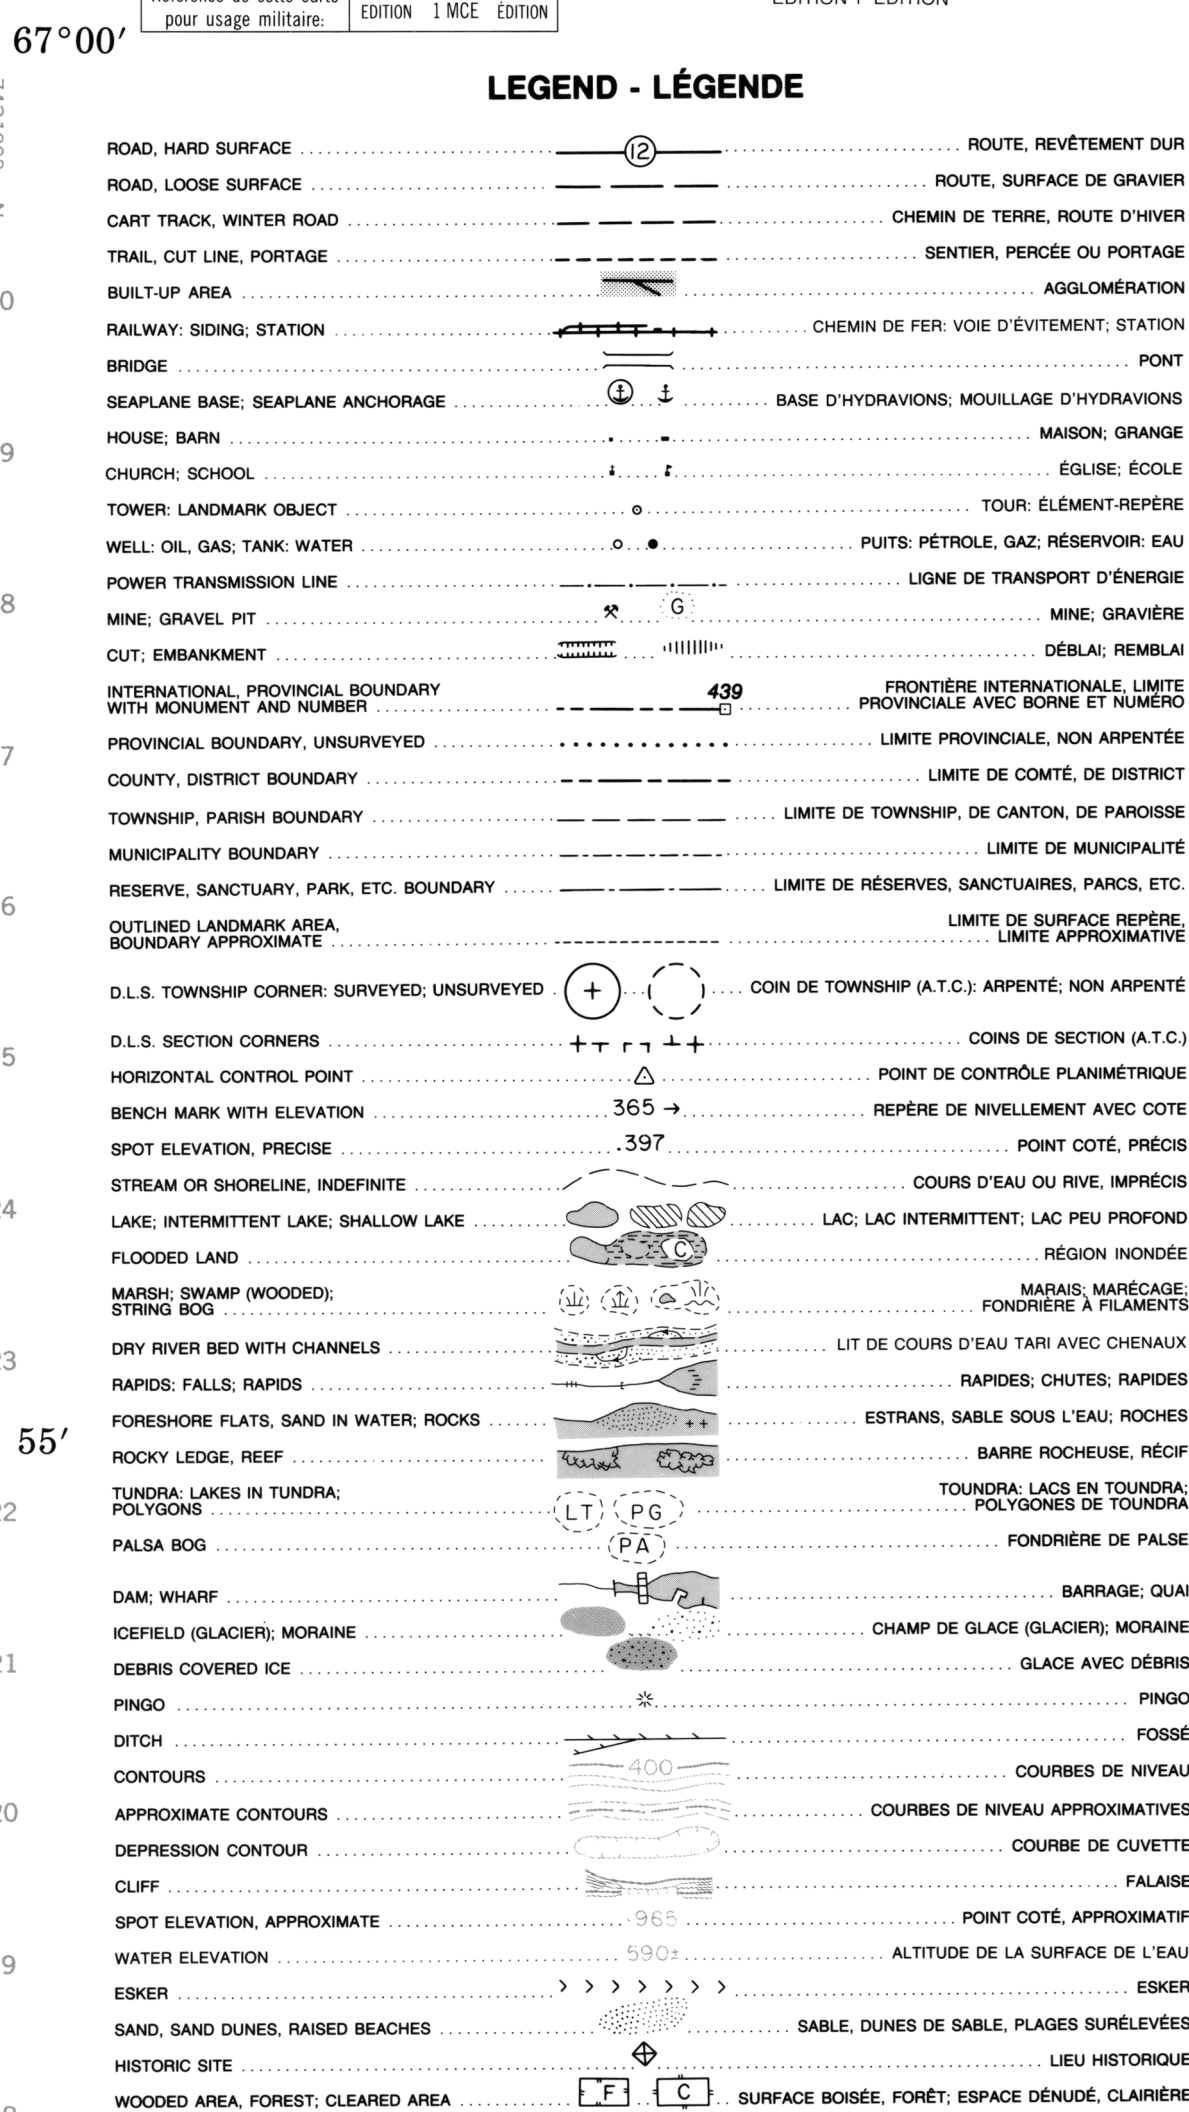 pour usage militaire:
EDITION 1 MCE ÉDITION
67°00′
LEGEND - LÉGENDE
ROAD, HARD SURFACE 12 ROUTE, REVÊTEMENT DUR
ROAD, LOOSE SURFACE ROUTE, SURFACE DE GRAVIER
CART TRACK, WINTER ROAD CHEMIN DE TERRE, ROUTE D'HIVER
TRAIL, CUT LINE, PORTAGE SENTIER, PERCÉE OU PORTAGE
0 BUILT-UP AREA AGGLOMÉRATION
RAILWAY: SIDING; STATION CHEMIN DE FER: VOIE D'ÉVITEMENT; STATION
BRIDGE PONT
SEAPLANE BASE; SEAPLANE ANCHORAGE BASE D'HYDRAVIONS; MOUILLAGE D'HYDRAVIONS
9 HOUSE; BARN MAISON; GRANGE
CHURCH; SCHOOL ÉGLISE; ÉCOLE
TOWER: LANDMARK OBJECT TOUR: ÉLÉMENT-REPÈRE
WELL: OIL, GAS; TANK: WATER PUITS: PÉTROLE, GAZ; RÉSERVOIR: EAU
POWER TRANSMISSION LINE LIGNE DE TRANSPORT D'ÉNERGIE
8 MINE; GRAVEL PIT G MINE; GRAVIÈRE
CUT; EMBANKMENT DÉBLAI; REMBLAI
INTERNATIONAL, PROVINCIAL BOUNDARY 439 FRONTIÈRE INTERNATIONALE, LIMITE
WITH MONUMENT AND NUMBER PROVINCIALE AVEC BORNE ET NUMÉRO
7 PROVINCIAL BOUNDARY, UNSURVEYED LIMITE PROVINCIALE, NON ARPENTÉE
COUNTY, DISTRICT BOUNDARY LIMITE DE COMTÉ, DE DISTRICT
TOWNSHIP, PARISH BOUNDARY LIMITE DE TOWNSHIP, DE CANTON, DE PAROISSE
MUNICIPALITY BOUNDARY LIMITE DE MUNICIPALITÉ
RESERVE, SANCTUARY, PARK, ETC. BOUNDARY LIMITE DE RÉSERVES, SANCTUAIRES, PARCS, ETC.
6
OUTLINED LANDMARK AREA, LIMITE DE SURFACE REPÈRE,
BOUNDARY APPROXIMATE LIMITE APPROXIMATIVE
D.L.S. TOWNSHIP CORNER: SURVEYED; UNSURVEYED COIN DE TOWNSHIP (A.T.C.): ARPENTÉ; NON ARPENTÉ
5 D.L.S. SECTION CORNERS COINS DE SECTION (A.T.C.)
HORIZONTAL CONTROL POINT POINT DE CONTRÔLE PLANIMÉTRIQUE
BENCH MARK WITH ELEVATION 365 → REPÈRE DE NIVELLEMENT AVEC COTE
SPOT ELEVATION, PRECISE .397 POINT COTÉ, PRÉCIS
STREAM OR SHORELINE, INDEFINITE COURS D'EAU OU RIVE, IMPRÉCIS
24 LAKE; INTERMITTENT LAKE; SHALLOW LAKE LAC; LAC INTERMITTENT; LAC PEU PROFOND
FLOODED LAND C RÉGION INONDÉE
MARSH; SWAMP (WOODED); MARAIS; MARÉCAGE;
STRING BOG FONDRIÈRE À FILAMENTS
23 DRY RIVER BED WITH CHANNELS LIT DE COURS D'EAU TARI AVEC CHENAUX
RAPIDS; FALLS; RAPIDS RAPIDES; CHUTES; RAPIDES
FORESHORE FLATS, SAND IN WATER; ROCKS ESTRANS, SABLE SOUS L'EAU; ROCHES
55′
ROCKY LEDGE, REEF BARRE ROCHEUSE, RÉCIF
TUNDRA: LAKES IN TUNDRA; TOUNDRA: LACS EN TOUNDRA;
22 POLYGONS LT PG POLYGONES DE TOUNDRA
PALSA BOG PA FONDRIÈRE DE PALSE
DAM; WHARF BARRAGE; QUAI
ICEFIELD (GLACIER); MORAINE CHAMP DE GLACE (GLACIER); MORAINE
21 DEBRIS COVERED ICE GLACE AVEC DÉBRIS
PINGO PINGO
DITCH FOSSÉ
CONTOURS 400 COURBES DE NIVEAU
20 APPROXIMATE CONTOURS COURBES DE NIVEAU APPROXIMATIVES
DEPRESSION CONTOUR COURBE DE CUVETTE
CLIFF FALAISE
SPOT ELEVATION, APPROXIMATE .965 POINT COTÉ, APPROXIMATIF
9 WATER ELEVATION 590± ALTITUDE DE LA SURFACE DE L'EAU
ESKER ESKER
SAND, SAND DUNES, RAISED BEACHES SABLE, DUNES DE SABLE, PLAGES SURÉLEVÉES
HISTORIC SITE LIEU HISTORIQUE
WOODED AREA, FOREST; CLEARED AREA F C SURFACE BOISÉE, FORÊT; ESPACE DÉNUDÉ, CLAIRIÈRE